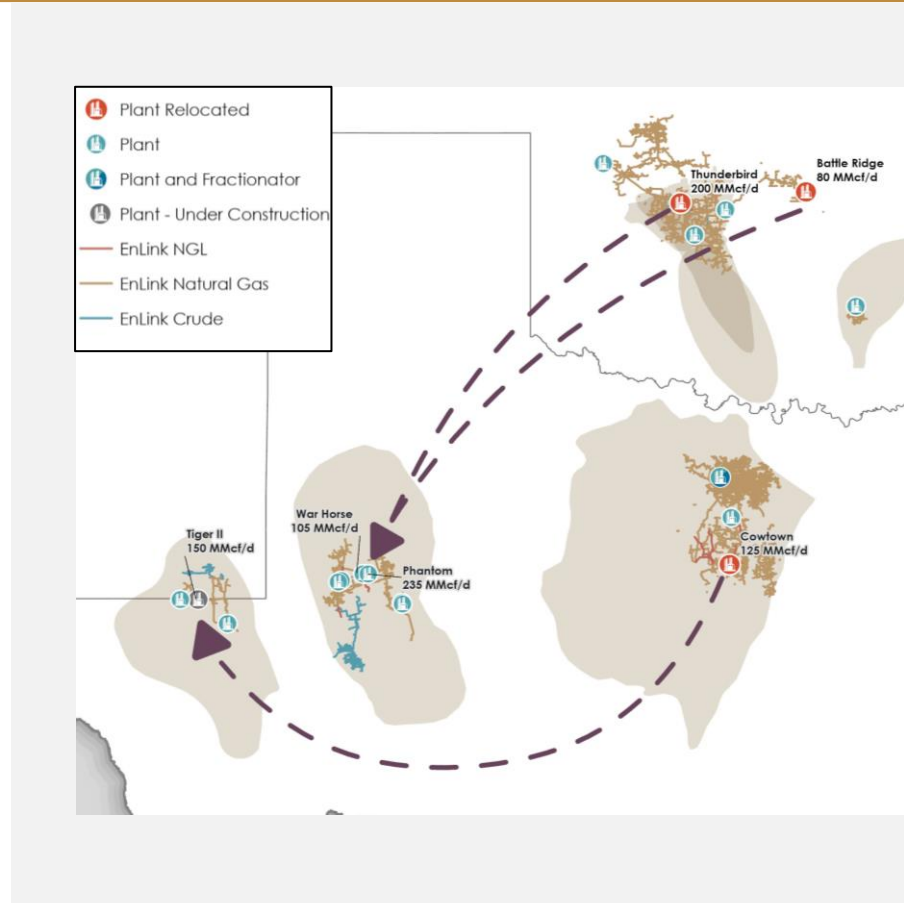 Plant Relocated
Plant
Plant and Fractionator
Plant - Under Construction
EnLink NGL
EnLink Natural Gas
EnLink Crude
Thunderbird
200 MMcf/d
Battle Ridge
80 MMcf/d
War Horse
105 MMcf/d
Tiger II
150 MMcf/d
Phantom
235 MMcf/d
Cowtown
125 MMcf/d